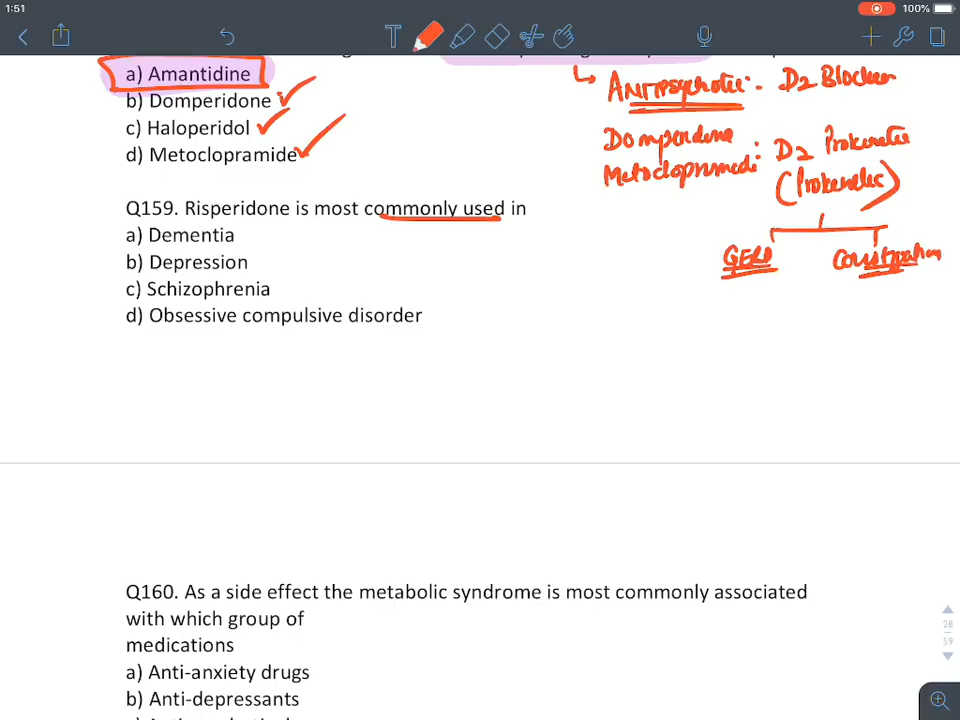 1:51
100%
a) Amantidine
b) Domperidone
c) Haloperidol
d) Metoclopramide
Antipsychotic: D2 Blocker
Domperidone
Metoclopramide: D2 Prokinetic
(Prokinetic)
GERD
Constipation
Q159. Risperidone is most commonly used in
a) Dementia
b) Depression
c) Schizophrenia
d) Obsessive compulsive disorder
Q160. As a side effect the metabolic syndrome is most commonly associated
with which group of
medications
a) Anti-anxiety drugs
b) Anti-depressants
28
59